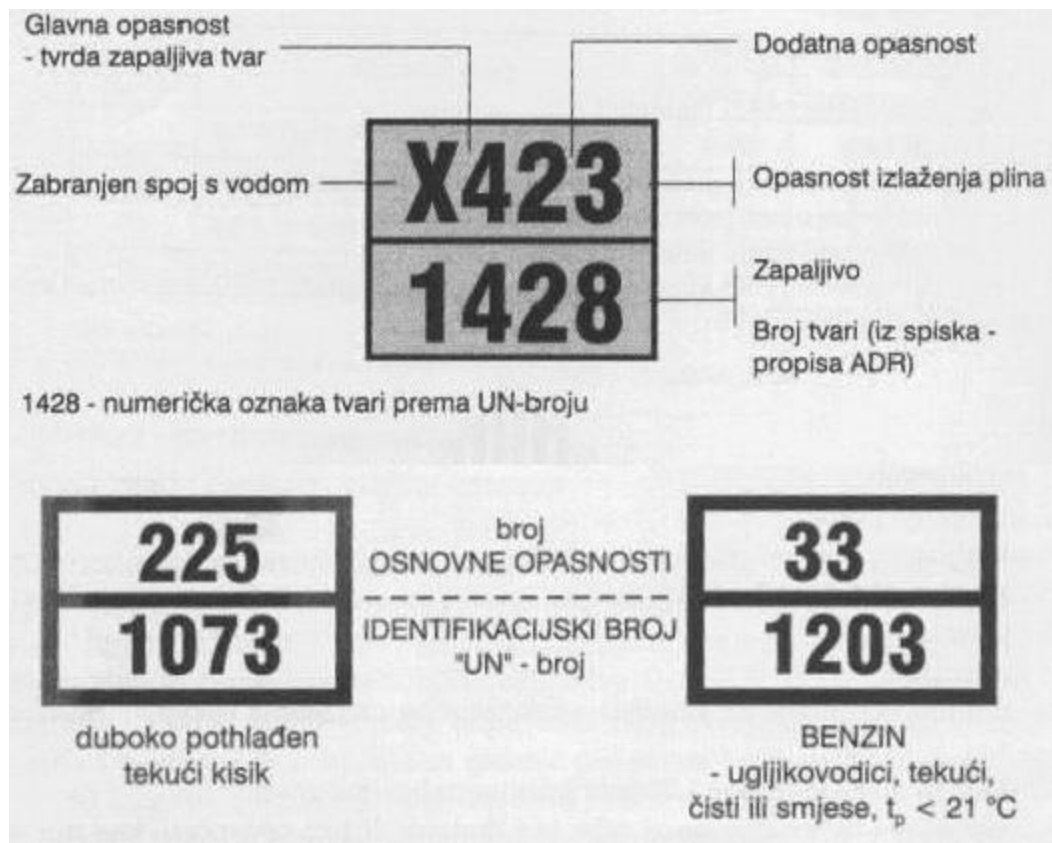 Glavna opasnost
- tvrda zapaljiva tvar
Dodatna opasnost
X423
Zabranjen spoj s vodom
Opasnost izlaženja plina
1428
Zapaljivo
Broj tvari (iz spiska -
propisa ADR)
1428 - numerička oznaka tvari prema UN-broju
225
1073
broj
OSNOVNE OPASNOSTI
IDENTIFIKACIJSKI BROJ
"UN" - broj
33
1203
duboko pothlađen
tekući kisik
BENZIN
- ugljikovodici, tekući,
čisti ili smjese, tp < 21 °C